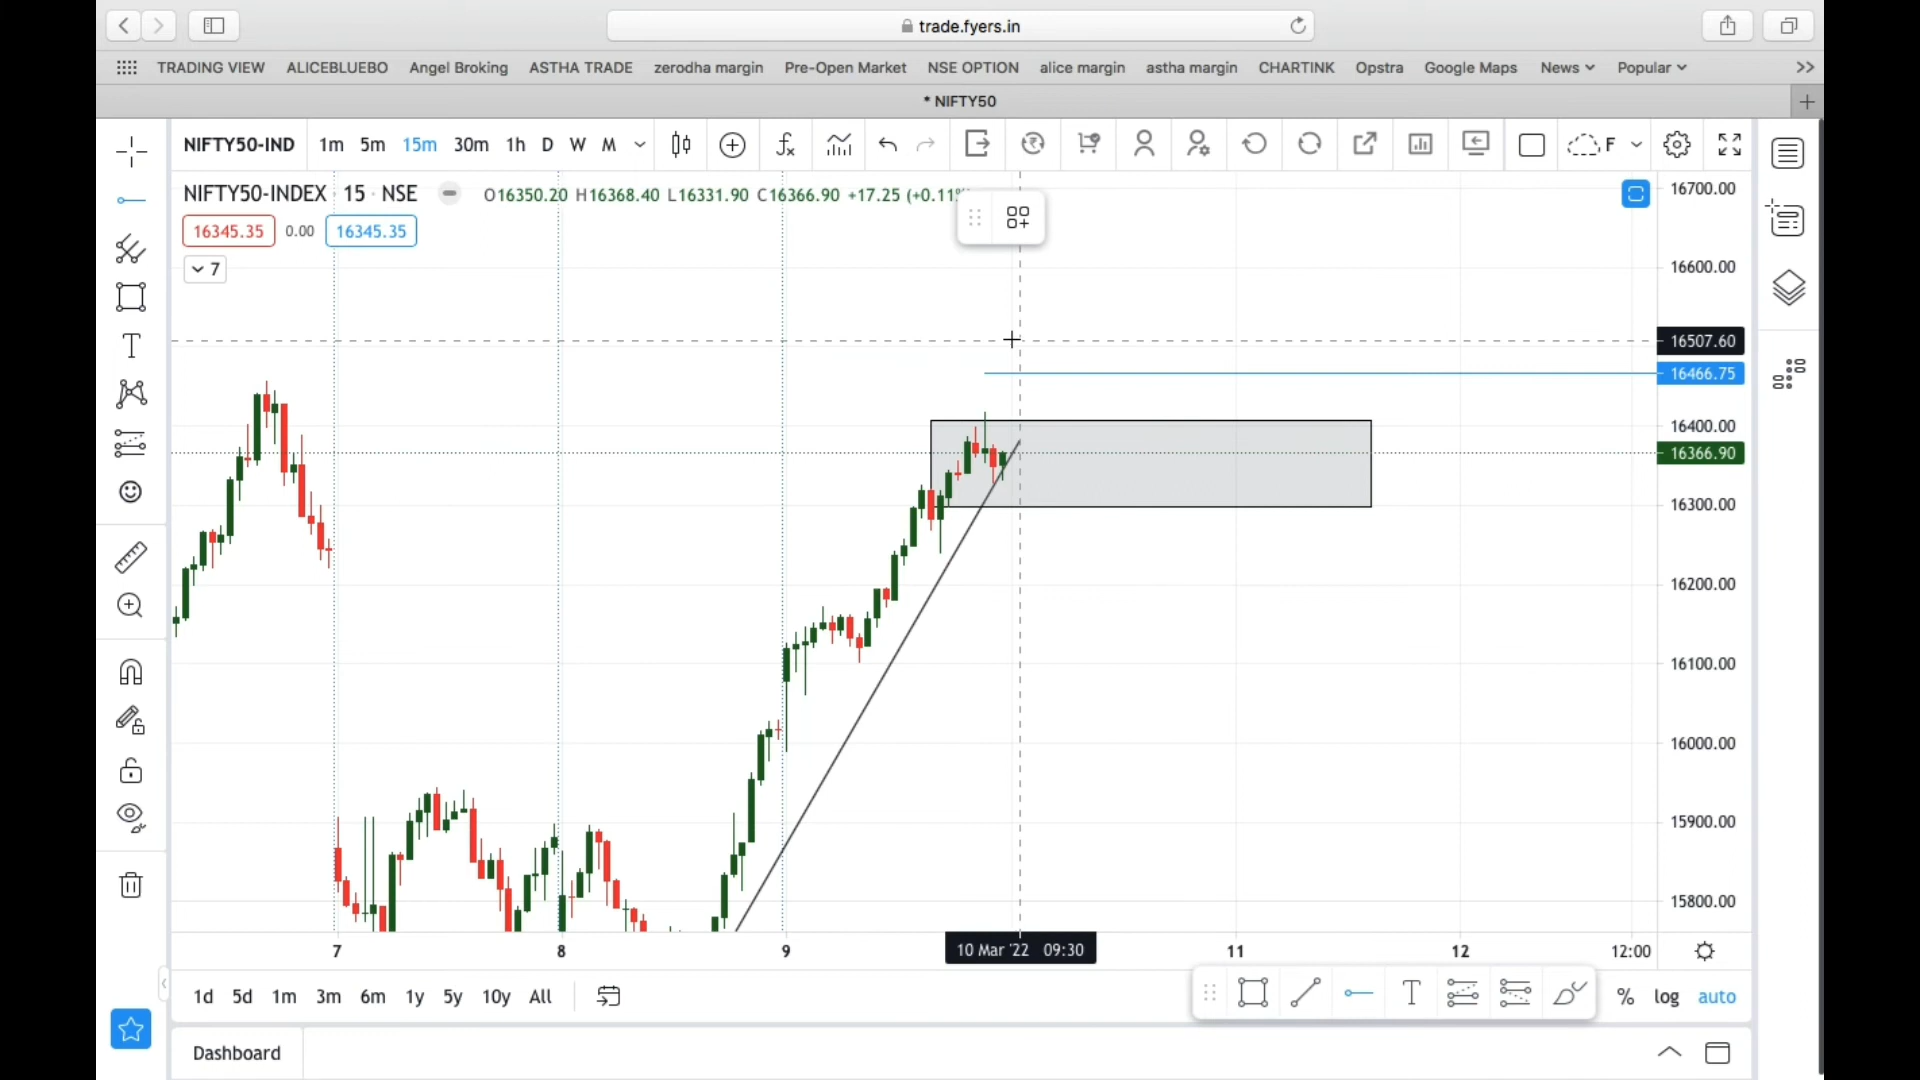 trade.fyers.in
TRADING VIEW ALICEBLUEBO Angel Broking ASTHA TRADE zerodha margin Pre-Open Market NSE OPTION alice margin astha margin CHARTINK Opstra Google Maps News Popular >>
* NIFTY50
NIFTY50-IND 1m 5m 15m 30m 1h D W M F
NIFTY50-INDEX · 15 · NSE O16350.20 H16368.40 L16331.90 C16366.90 +17.25 (+0.11%
16345.35 0.00 16345.35
7
16700.00
16600.00
16507.60
16466.75
16400.00
16366.90
16300.00
16200.00
16100.00
16000.00
15900.00
15800.00
7 8 9 10 Mar '22 09:30 11 12 12:00
1d 5d 1m 3m 6m 1y 5y 10y All T % log auto
Dashboard